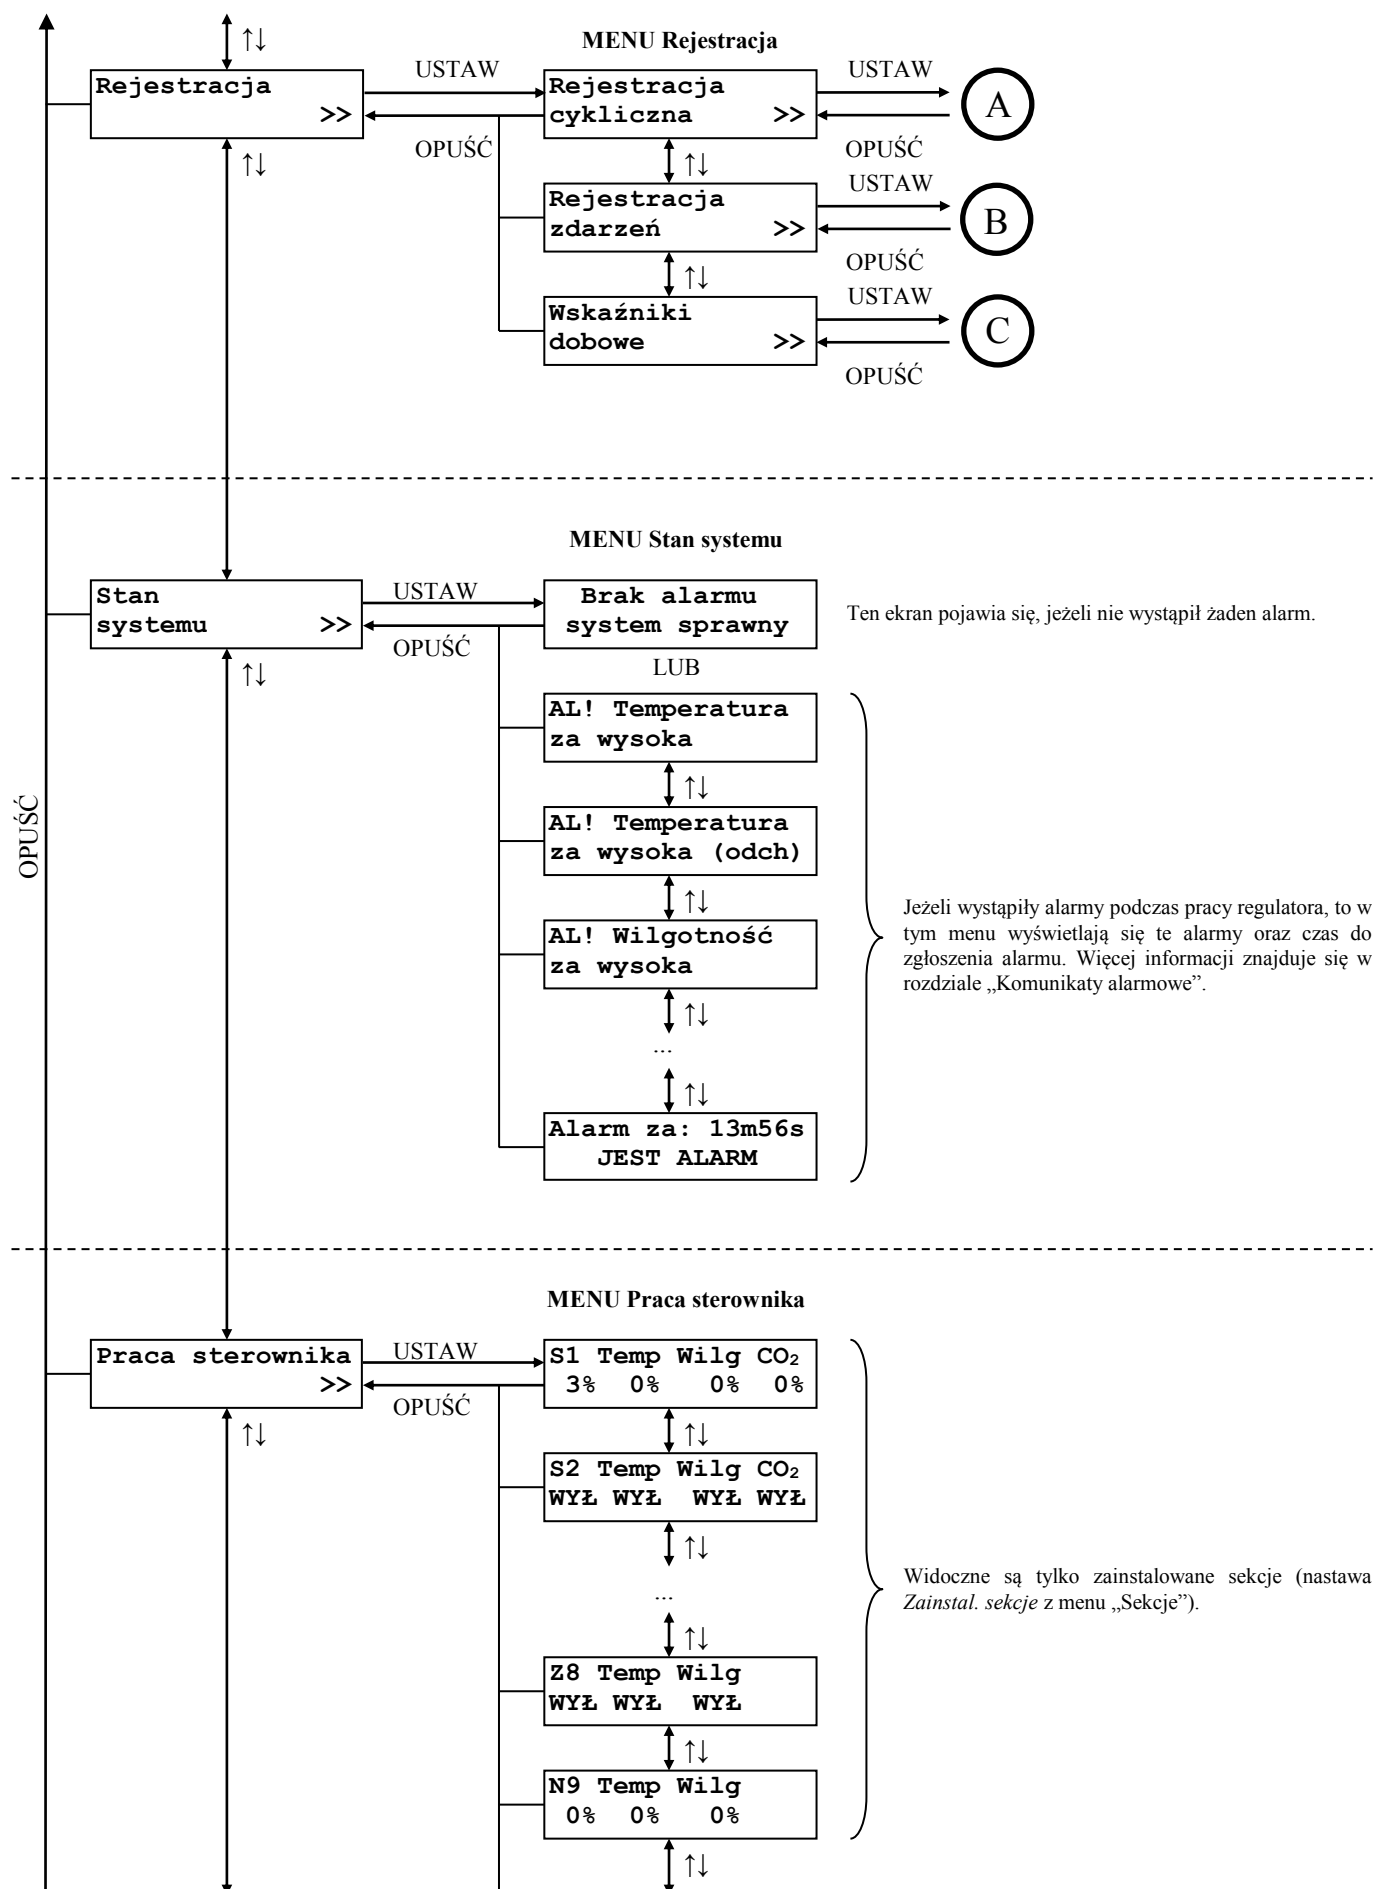 ↑↓
MENU Rejestracja
Rejestracja
>>
USTAW
OPUŚĆ
Rejestracja
cykliczna >>
USTAW
OPUŚĆ
A
↑↓
↑↓
Rejestracja
zdarzeń >>
USTAW
OPUŚĆ
B
↑↓
Wskaźniki
dobowe >>
USTAW
OPUŚĆ
C
MENU Stan systemu
Stan
systemu >>
USTAW
OPUŚĆ
Brak alarmu
system sprawny
Ten ekran pojawia się, jeżeli nie wystąpił żaden alarm.
↑↓
LUB
AL! Temperatura
za wysoka
↑↓
OPUŚĆ
AL! Temperatura
za wysoka (odch)
↑↓
AL! Wilgotność
za wysoka
Jeżeli wystąpiły alarmy podczas pracy regulatora, to w
tym menu wyświetlają się te alarmy oraz czas do
zgłoszenia alarmu. Więcej informacji znajduje się w
rozdziale „Komunikaty alarmowe”.
↑↓
...
↑↓
Alarm za: 13m56s
JEST ALARM
MENU Praca sterownika
Praca sterownika
>>
USTAW
OPUŚĆ
S1 Temp Wilg CO₂
3% 0% 0% 0%
↑↓
↑↓
S2 Temp Wilg CO₂
WYŁ WYŁ WYŁ WYŁ
↑↓
...
Widoczne są tylko zainstalowane sekcje (nastawa
Zainstal. sekcje z menu „Sekcje”).
↑↓
Z8 Temp Wilg
WYŁ WYŁ WYŁ
↑↓
N9 Temp Wilg
0% 0% 0%
↑↓